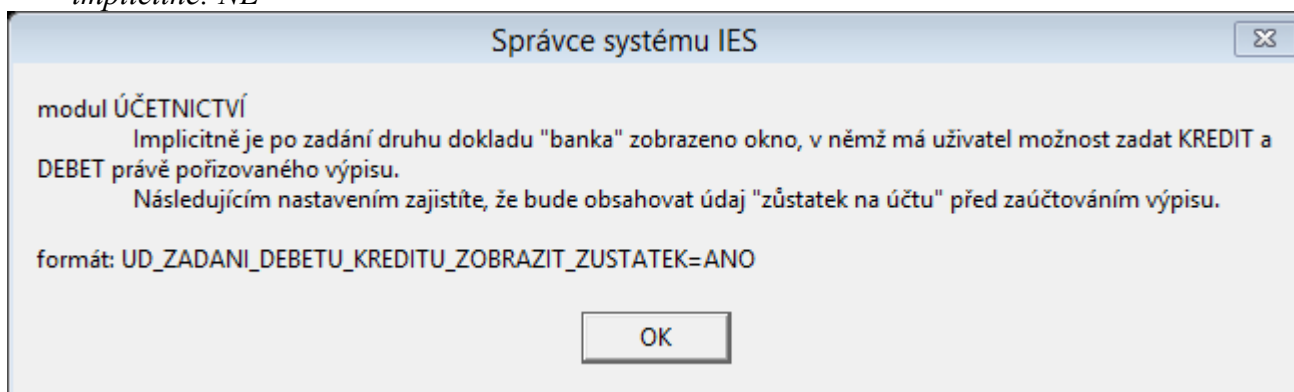 implicitně: NE
Správce systému IES
modul ÚČETNICTVÍ
Implicitně je po zadání druhu dokladu "banka" zobrazeno okno, v němž má uživatel možnost zadat KREDIT a
DEBET právě pořizovaného výpisu.
Následujícím nastavením zajistíte, že bude obsahovat údaj "zůstatek na účtu" před zaúčtováním výpisu.
formát: UD_ZADANI_DEBETU_KREDITU_ZOBRAZIT_ZUSTATEK=ANO
OK